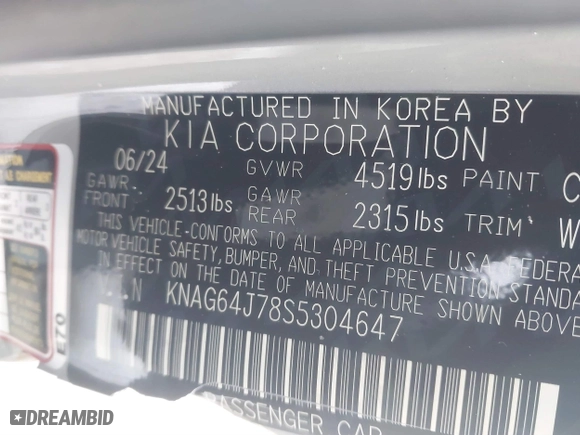 MANUFACTURED IN KOREA BY
KIA CORPORATION
06/24 GVWR 4519 lbs PAINT C
GAWR FRONT 2513 lbs GAWR REAR 2315 lbs TRIM W
THIS VEHICLE CONFORMS TO ALL APPLICABLE U.S.A. FEDERA
MOTOR VEHICLE SAFETY, BUMPER, AND THEFT PREVENTION STANDA
IN EFFECT ON THE DATE OF MANUFACTURE SHOWN ABOVE
KNAG64J78S5304647
PASSENGER CAR
E70
DREAMBID